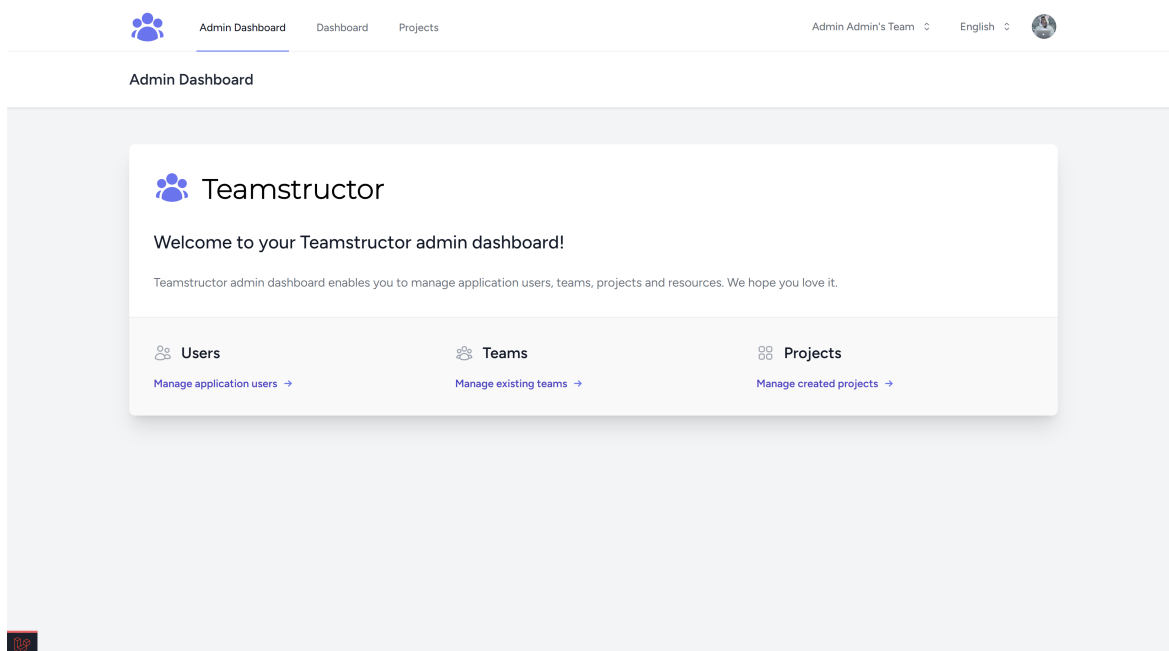 Admin Dashboard
Dashboard
Projects
Admin Admin's Team
English
Admin Dashboard
Teamstructor
Welcome to your Teamstructor admin dashboard!
Teamstructor admin dashboard enables you to manage application users, teams, projects and resources. We hope you love it.
Users
Manage application users →
Teams
Manage existing teams →
Projects
Manage created projects →